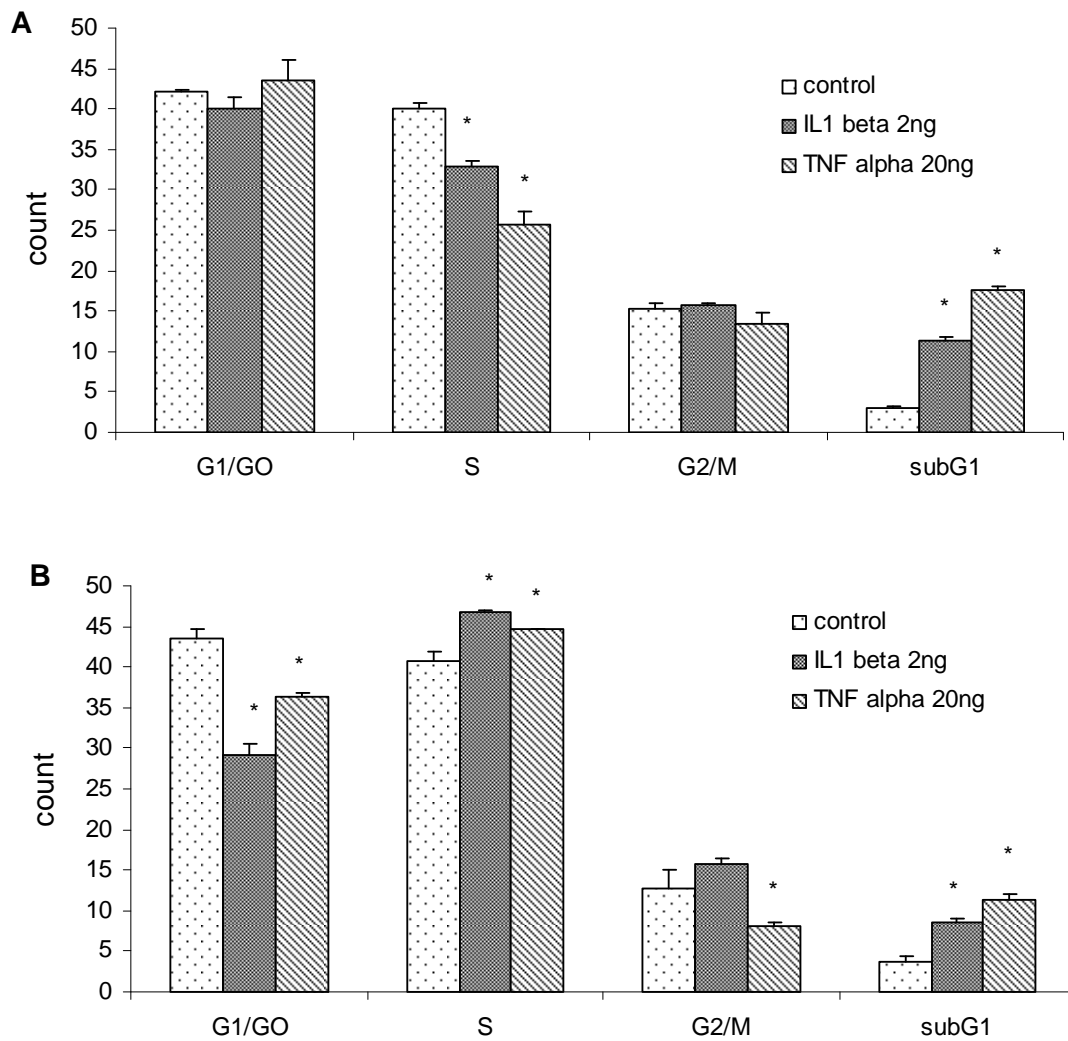 A
50
45
40
35
30
25
20
15
10
5
0
count
control
IL1 beta 2ng
TNF alpha 20ng
*
*
*
*
G1/GO S G2/M subG1
B
50
45
40
35
30
25
20
15
10
5
0
count
control
IL1 beta 2ng
TNF alpha 20ng
* *
*
*
*
*
*
G1/GO S G2/M subG1